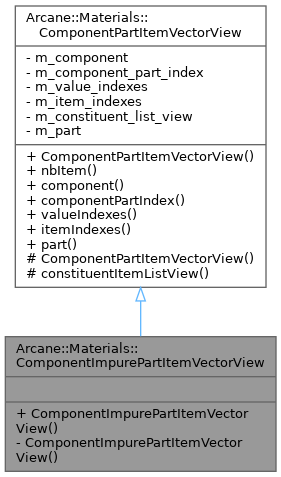 Arcane::Materials::
ComponentPartItemVectorView
- m_component
- m_component_part_index
- m_value_indexes
- m_item_indexes
- m_constituent_list_view
- m_part
+ ComponentPartItemVectorView()
+ nbItem()
+ component()
+ componentPartIndex()
+ valueIndexes()
+ itemIndexes()
+ part()
# ComponentPartItemVectorView()
# constituentItemListView()
Arcane::Materials::
ComponentImpurePartItemVectorView
+ ComponentImpurePartItemVector
View()
- ComponentImpurePartItemVector
View()